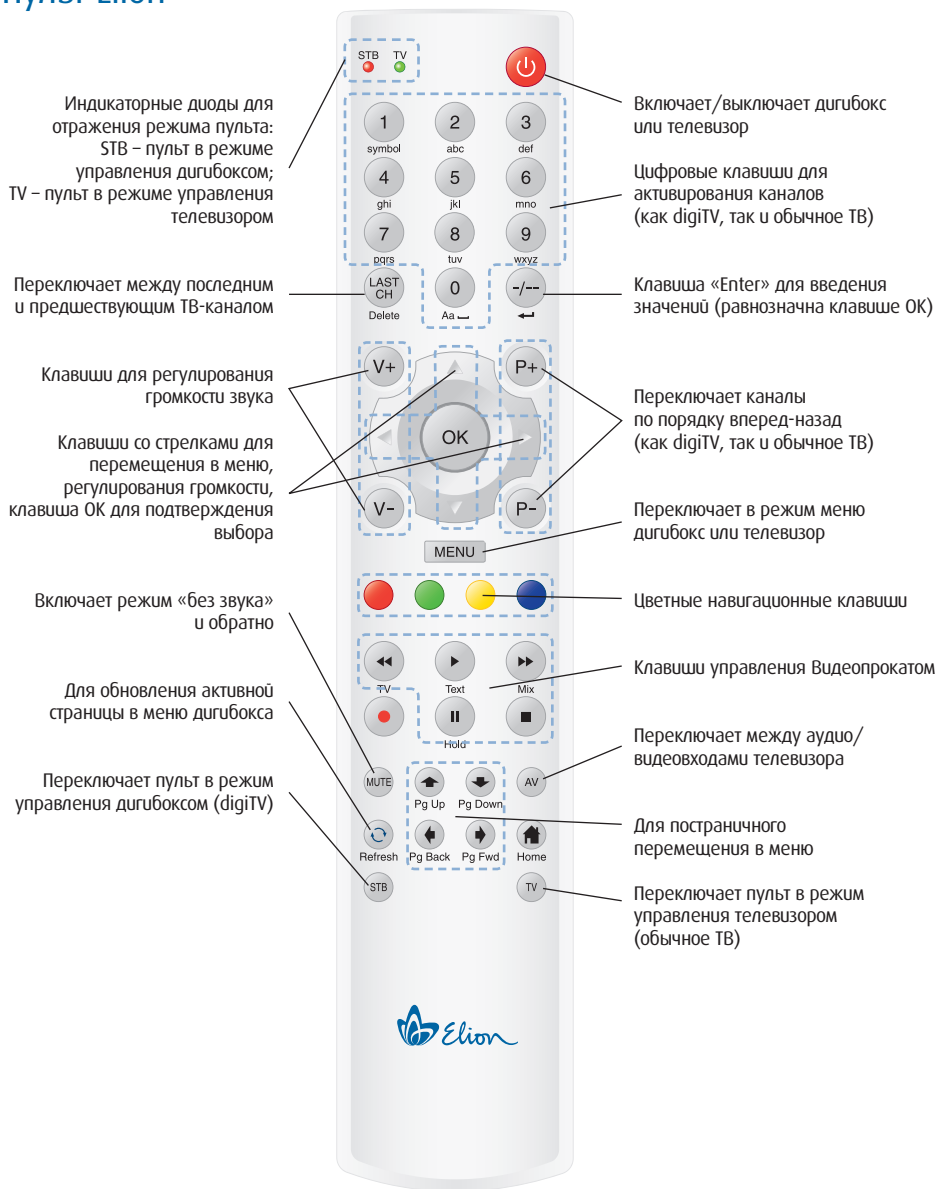 Пульт Elion
STB TV
Индикаторные диоды для
отражения режима пульта:
STB – пульт в режиме
управления дигибоксом;
TV – пульт в режиме управления
телевизором
Включает/выключает дигибокс
или телевизор
1 2 3
symbol abc def
4 5 6
ghi jkl mno
7 8 9
pqrs tuv wxyz
Цифровые клавиши для
активирования каналов
(как digiTV, так и обычное ТВ)
Переключает между последним
и предшествующим ТВ-каналом
LAST
CH
0 -/--
Delete Aa
Клавиша «Enter» для введения
значений (равнозначна клавише OK)
Клавиши для регулирования
громкости звука
V+ P+
OK
V- P-
Переключает каналы
по порядку вперед-назад
(как digiTV, так и обычное ТВ)
Клавиши со стрелками для
перемещения в меню,
регулирования громкости,
клавиша OK для подтверждения
выбора
MENU
Переключает в режим меню
дигибокс или телевизор
Цветные навигационные клавиши
Включает режим «без звука»
и обратно
TV Text Mix
Hold
Клавиши управления Видеопрокатом
Для обновления активной
страницы в меню дигибокса
MUTE AV
Pg Up Pg Down
Переключает между аудио/
видеовходами телевизора
Переключает пульт в режим
управления дигибоксом (digiTV)
Refresh Pg Back Pg Fwd Home
Для постраничного
перемещения в меню
STB TV
Переключает пульт в режим
управления телевизором
(обычное ТВ)
Elion